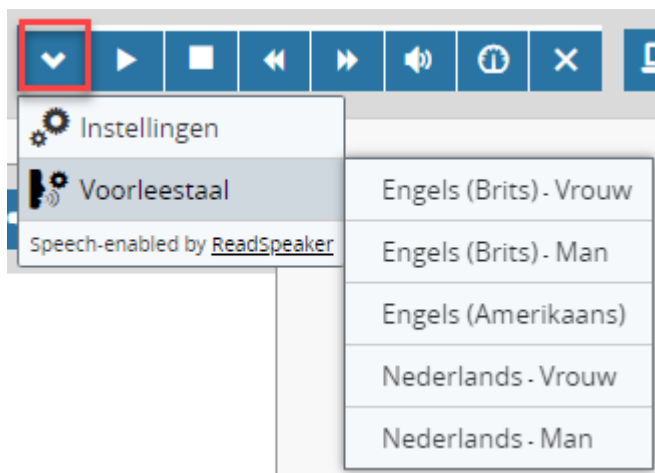 Instellingen
Voorleestaal
Speech-enabled by ReadSpeaker
Engels (Brits) - Vrouw
Engels (Brits) - Man
Engels (Amerikaans)
Nederlands - Vrouw
Nederlands - Man